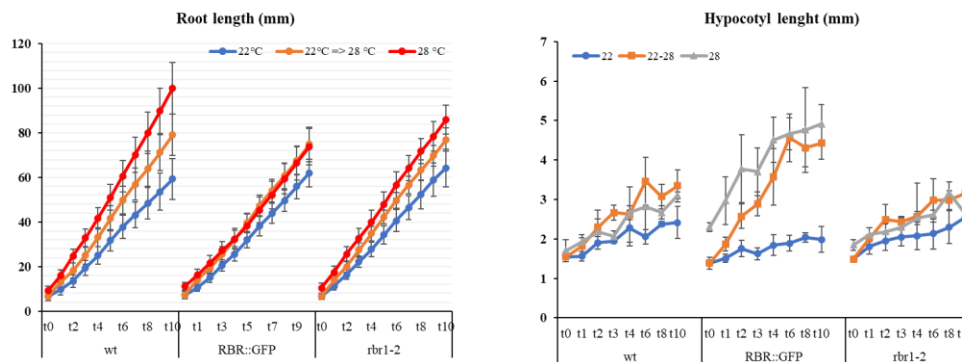 Root length (mm)
22℃ 22℃ => 28 ℃ 28 ℃
120
100
80
60
40
20
0
t0 t2 t4 t6 t8 t10 t1 t3 t5 t7 t9 t0 t2 t4 t6 t8 t10
wt RBR::GFP rbr1-2
Hypocotyl lenght (mm)
7
22 22-28 28
6
5
4
3
2
1
0
t0 t1 t2 t3 t4 t6 t8 t10 t0 t1 t2 t3 t4 t6 t8 t10 t0 t1 t2 t3 t4 t6 t8
wt RBR::GFP rbr1-2